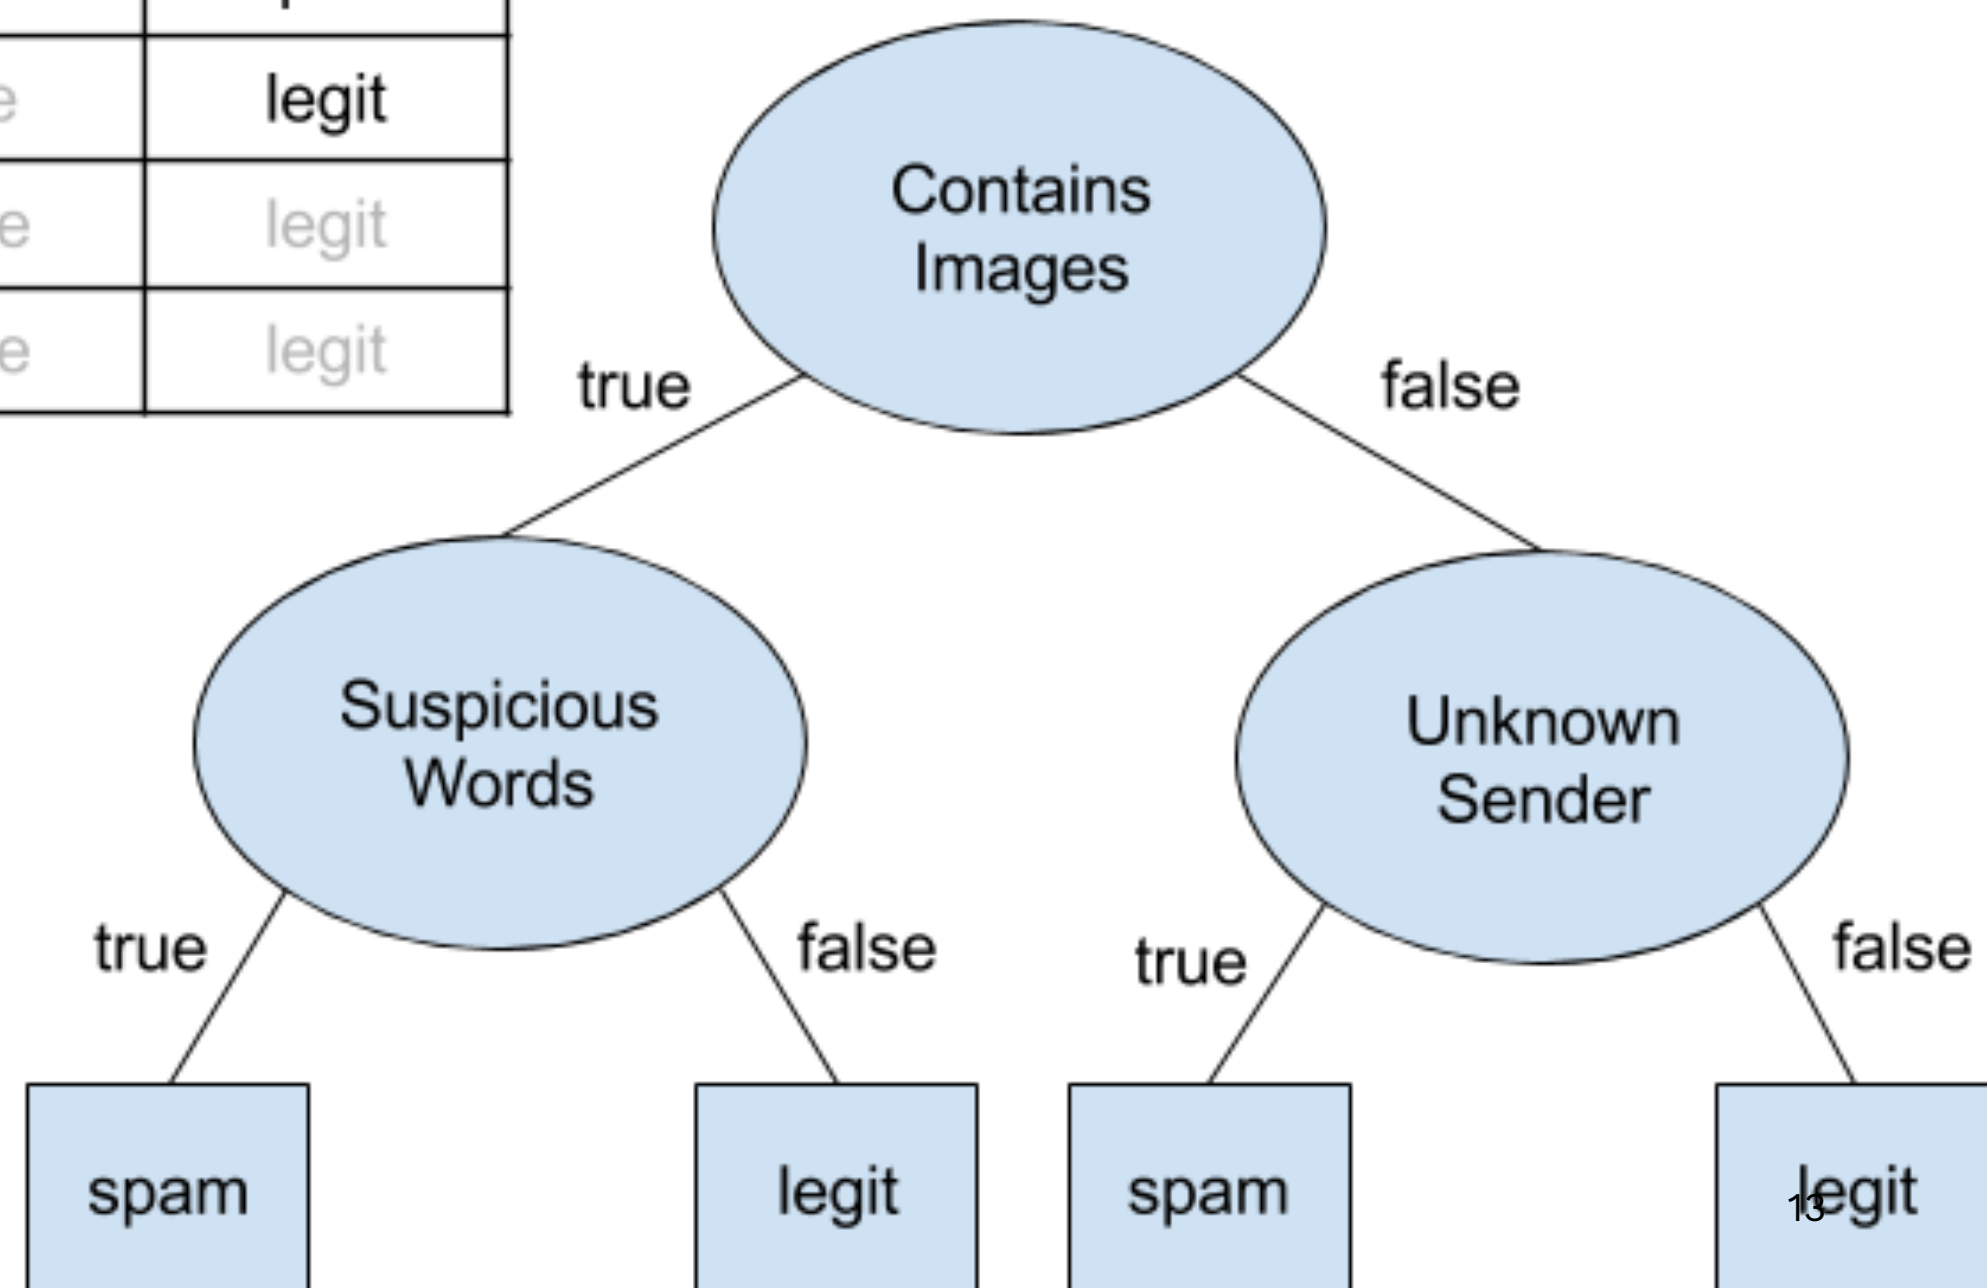 legit
legit
legit
Contains
Images
true
false
Suspicious
Words
Unknown
Sender
true
false
true
false
spam
legit
spam
legit
13